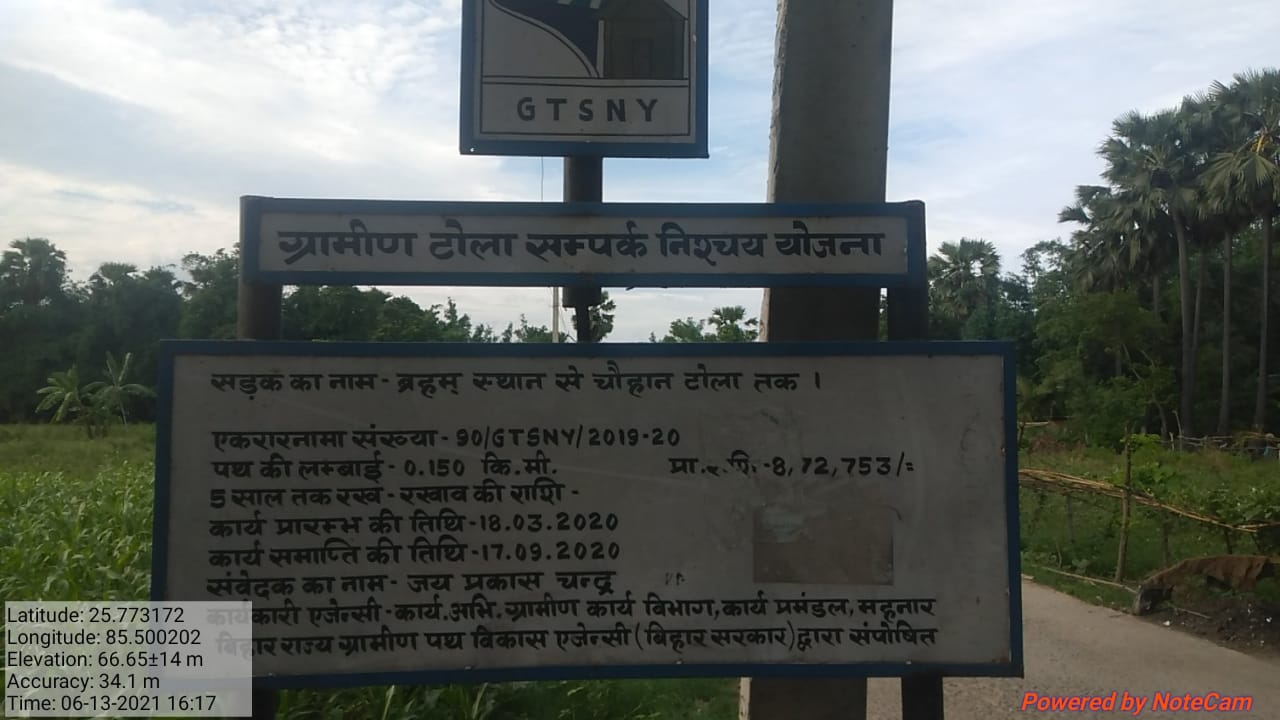 GTSNY
ग्रामीण टोला सम्पर्क निश्चय योजना
सड़क का नाम - ब्रहम् स्थान से चौहान टोला तक ।
एकरारनामा संख्या - 90/GTSNY/2019-20
पथ की लम्बाई - 0.150 कि.मी. प्रा.र.पि.-8,72,753/=
5 साल तक रख - रखाव की राशि -
कार्य प्रारम्भ की तिथि -18.03.2020
कार्य समाप्ति की तिथि -17.09.2020
संवेदक का नाम - जय प्रकास चन्द्र
कार्यकारी एजेन्सी - कार्य.अभि. ग्रामीण कार्य विभाग, कार्य प्रमंडल, महनार
बिहार राज्य ग्रामीण पथ विकास एजेन्सी (बिहार सरकार) द्वारा संपोषित
Latitude: 25.773172
Longitude: 85.500202
Elevation: 66.65±14 m
Accuracy: 34.1 m
Time: 06-13-2021 16:17
Powered by NoteCam